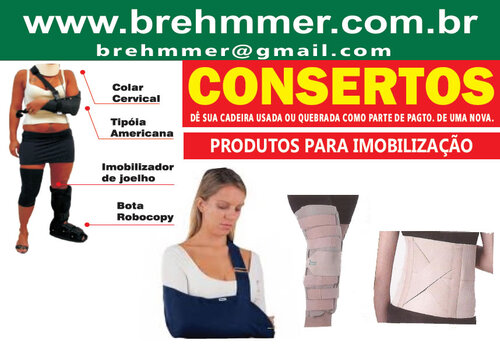 www.brehmmer.com.br
brehmmer@gmail.com
Colar
Cervical
Tipóia
Americana
Imobilizador
de joelho
Bota
Robocopy
CONSERTOS
DÊ SUA CADEIRA USADA OU QUEBRADA COMO PARTE DE PAGTO. DE UMA NOVA.
PRODUTOS PARA IMOBILIZAÇÃO